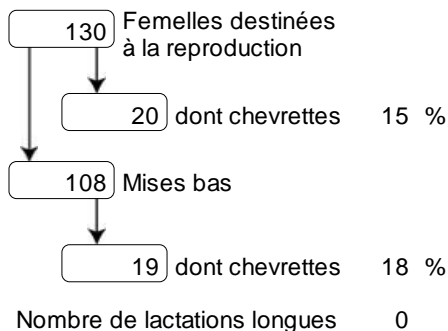 130 Femelles destinées
à la reproduction
20 dont chevrettes 15 %
108 Mises bas
19 dont chevrettes 18 %
Nombre de lactations longues 0